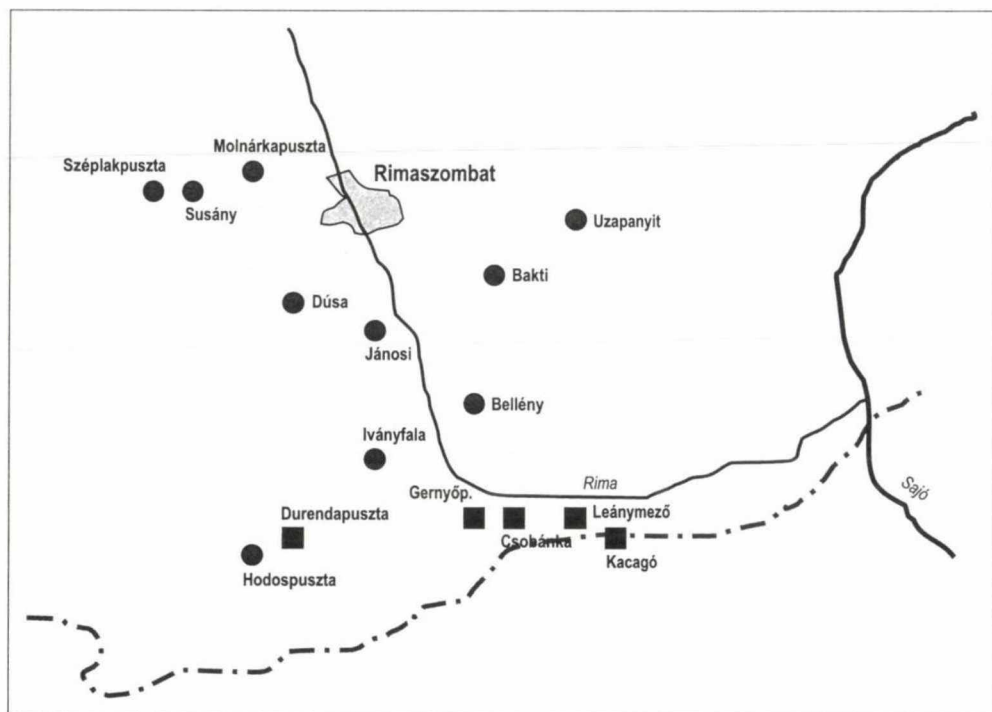 Molnárkapuszta
Széplakpuszta
Rimaszombat
Susány
Uzapanyit
Bakti
Dúsa
Jánosi
Bellény
Iványfala
Rima
Sajó
Gernyőp.
Durendapuszta
Leánymező
Csobánka
Kacagó
Hodospuszta